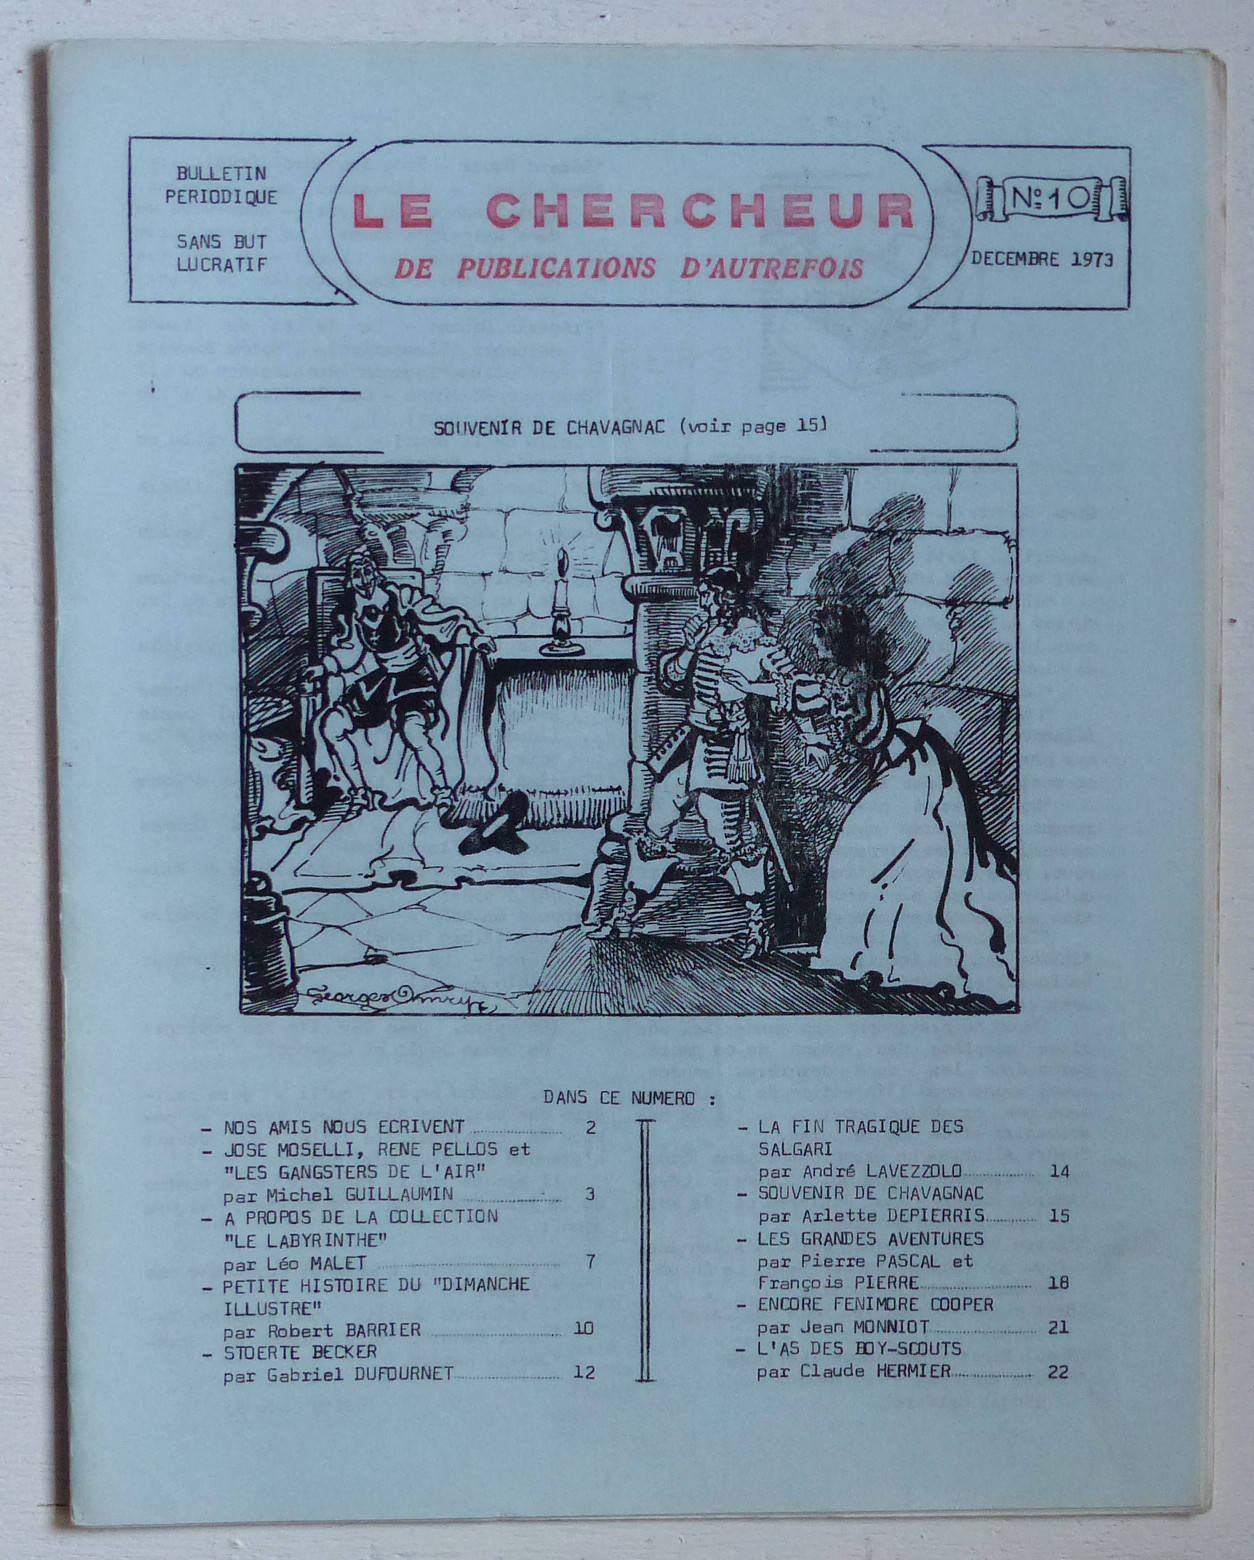 BULLETIN
PERIODIQUE
SANS BUT
LUCRATIF
LE CHERCHEUR
DE PUBLICATIONS D'AUTREFOIS
N° 10
DECEMBRE 1973
SOUVENIR DE CHAVAGNAC (voir page 15)
Georges Omry
DANS CE NUMERO :
- NOS AMIS NOUS ECRIVENT 2
- JOSE MOSELLI, RENE PELLOS et
"LES GANGSTERS DE L'AIR"
par Michel GUILLAUMIN 3
- A PROPOS DE LA COLLECTION
"LE LABYRINTHE"
par Léo MALET 7
- PETITE HISTOIRE DU "DIMANCHE
ILLUSTRE"
par Robert BARRIER 10
- STOERTE BECKER
par Gabriel DUFOURNET 12
- LA FIN TRAGIQUE DES
SALGARI
par André LAVEZZOLO 14
- SOUVENIR DE CHAVAGNAC
par Arlette DEPIERRIS 15
- LES GRANDES AVENTURES
par Pierre PASCAL et
François PIERRE 18
- ENCORE FENIMORE COOPER
par Jean MONNIOT 21
- L'AS DES BOY-SCOUTS
par Claude HERMIER 22